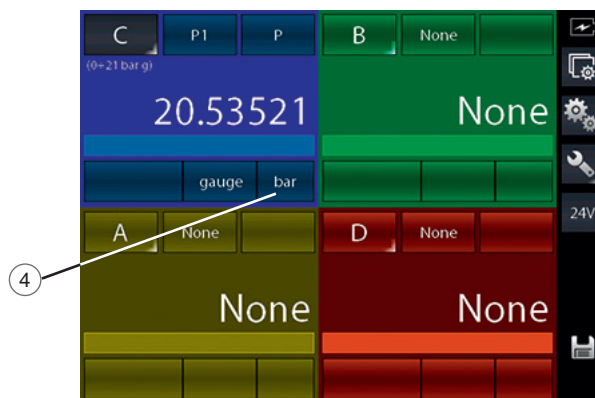 C P1 P
(0÷21 bar g)
20.53521
gauge bar
B None
None
A None
None
D None
None
24V
4